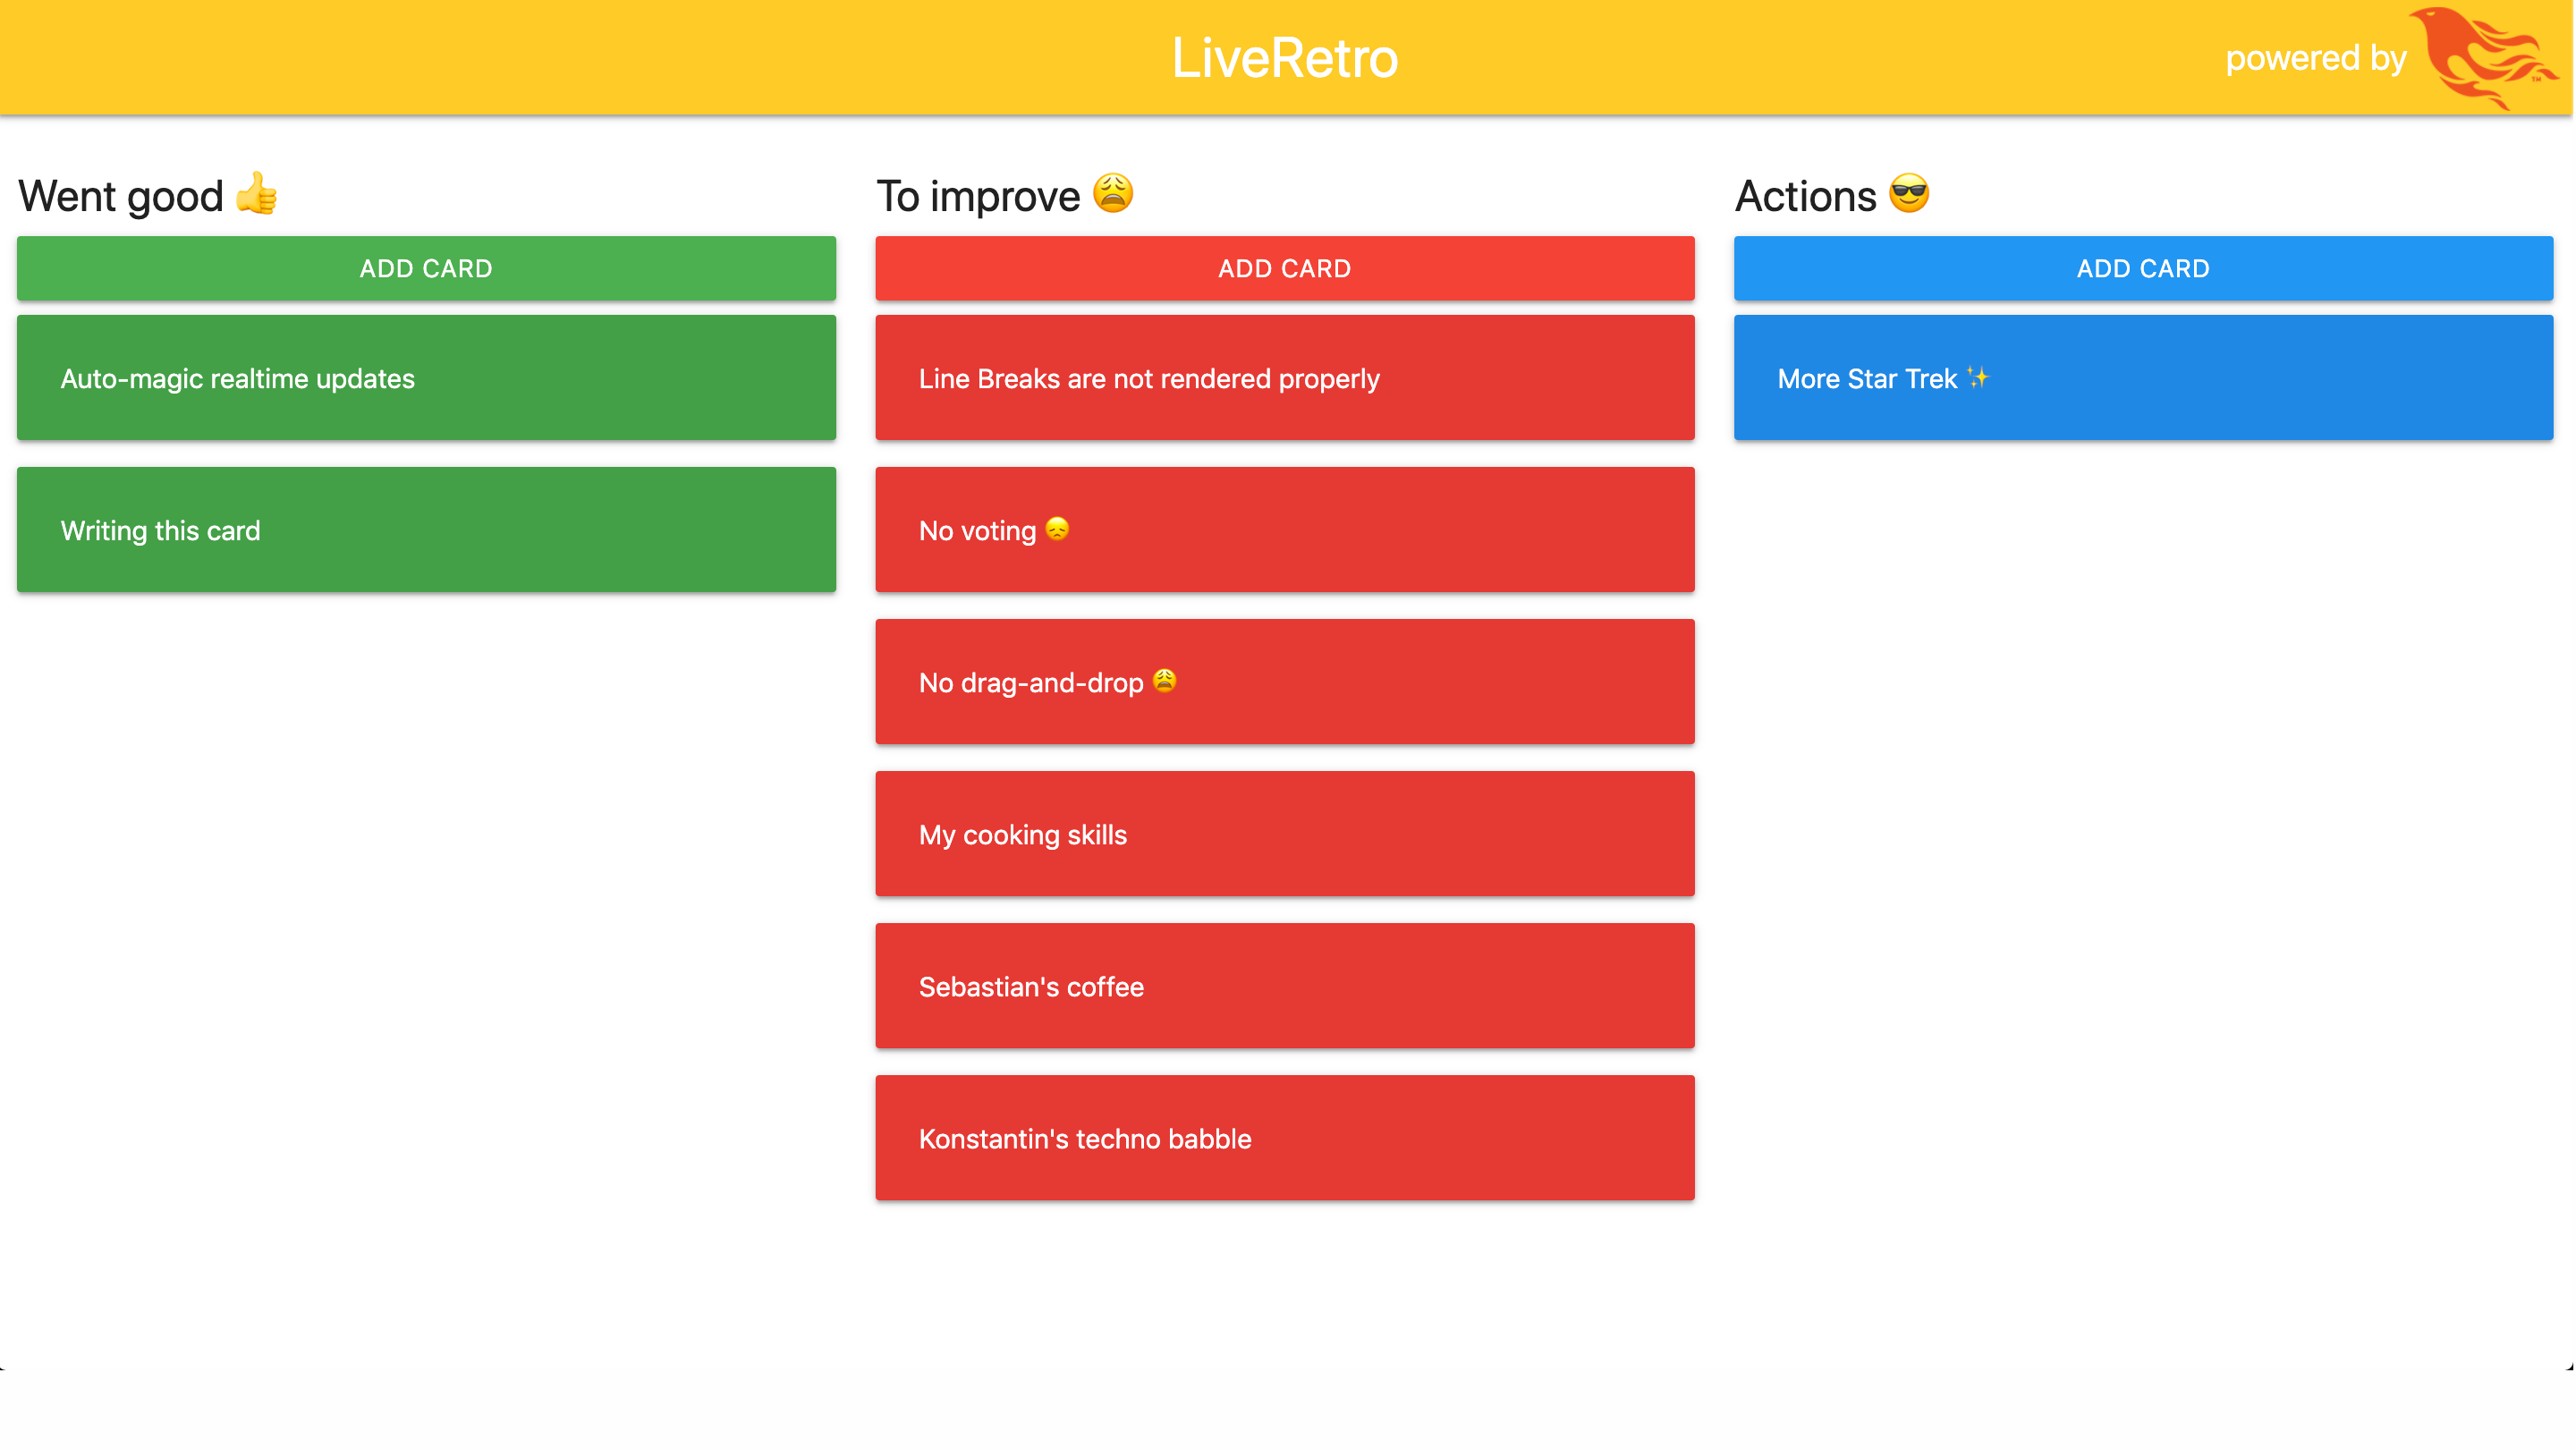 LiveRetro
powered by
TM
Went good 👍
ADD CARD
Auto-magic realtime updates
Writing this card
To improve 😩
ADD CARD
Line Breaks are not rendered properly
No voting 😞
No drag-and-drop 😩
My cooking skills
Sebastian's coffee
Konstantin's techno babble
Actions 😎
ADD CARD
More Star Trek ✨